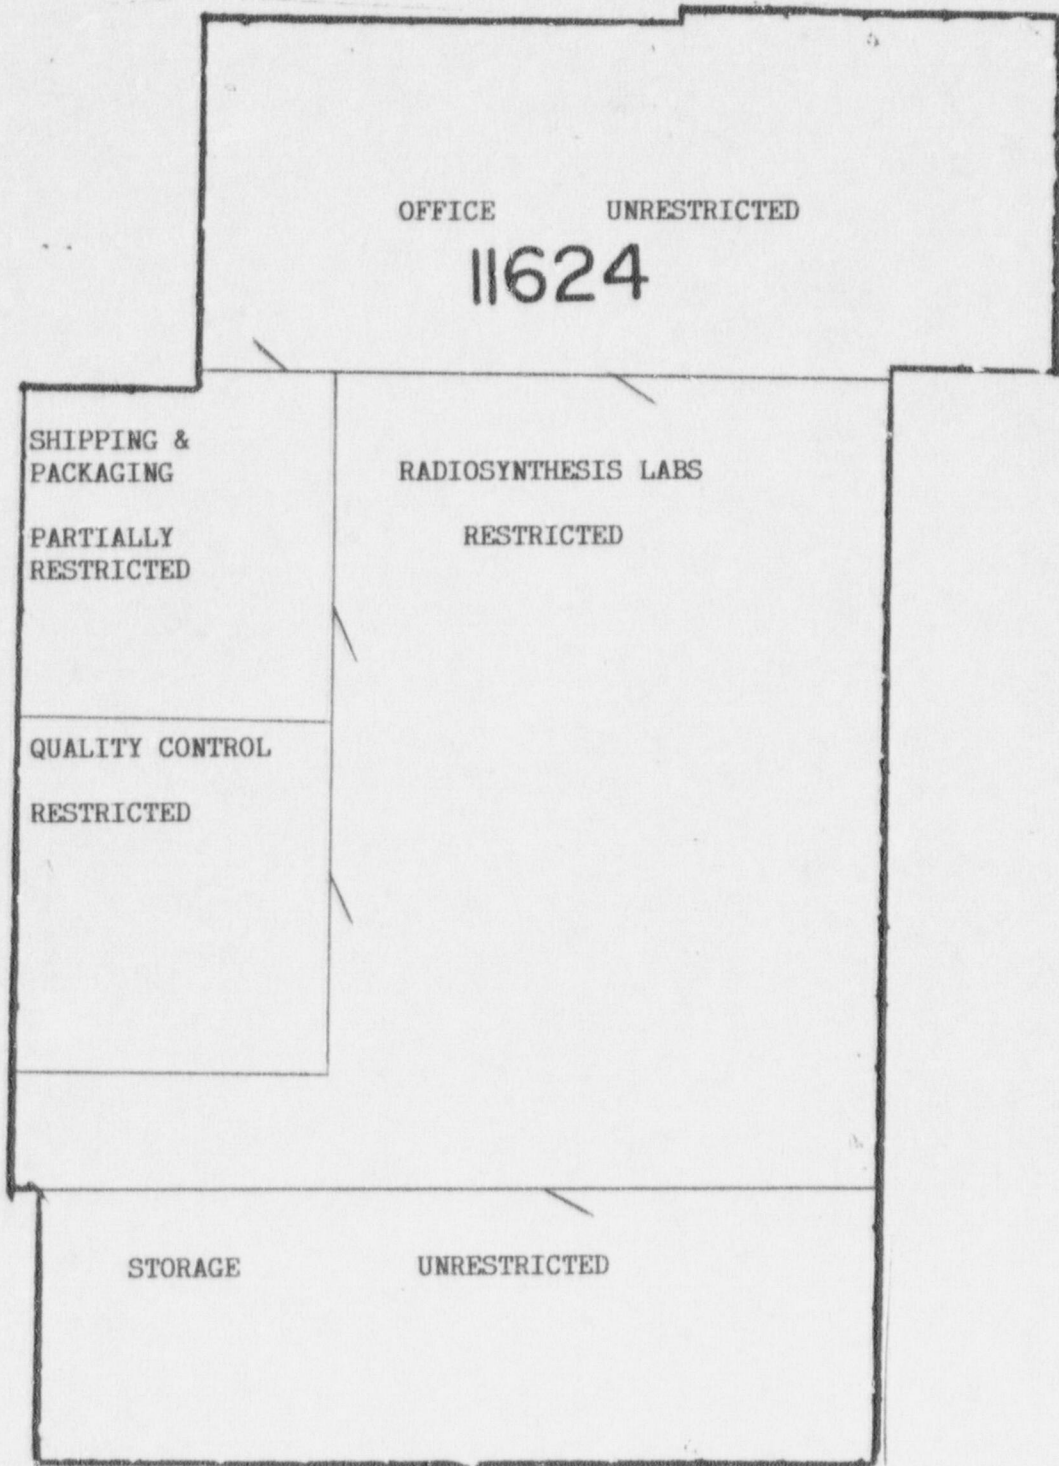 OFFICE UNRESTRICTED
11624
SHIPPING &
PACKAGING
PARTIALLY
RESTRICTED
RADIOSYNTHESIS LABS
RESTRICTED
QUALITY CONTROL
RESTRICTED
STORAGE UNRESTRICTED